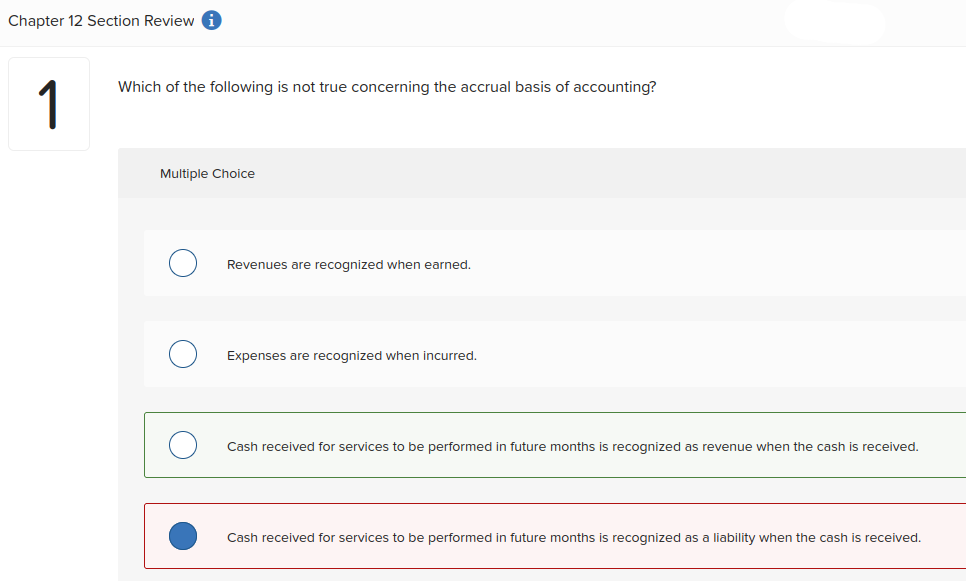 Chapter 12 Section Review i
1
Which of the following is not true concerning the accrual basis of accounting?
Multiple Choice
Revenues are recognized when earned.
Expenses are recognized when incurred.
Cash received for services to be performed in future months is recognized as revenue when the cash is received.
Cash received for services to be performed in future months is recognized as a liability when the cash is received.